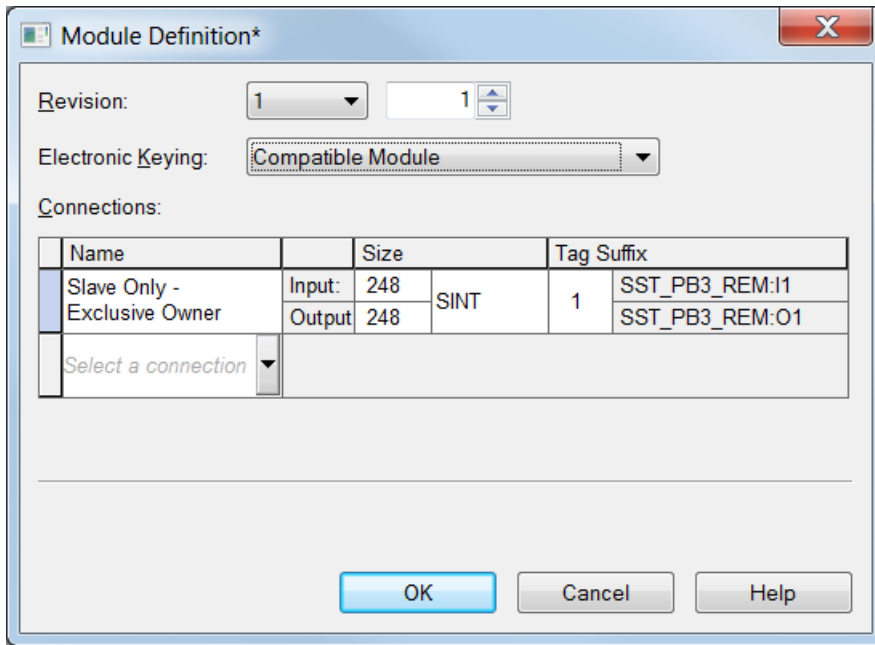 Module Definition*
Revision: 1 1
Electronic Keying: Compatible Module
Connections:
Name Size Tag Suffix
Slave Only - Exclusive Owner Input: 248 SINT 1 SST_PB3_REM:I1
Output 248 SST_PB3_REM:O1
Select a connection
OK Cancel Help